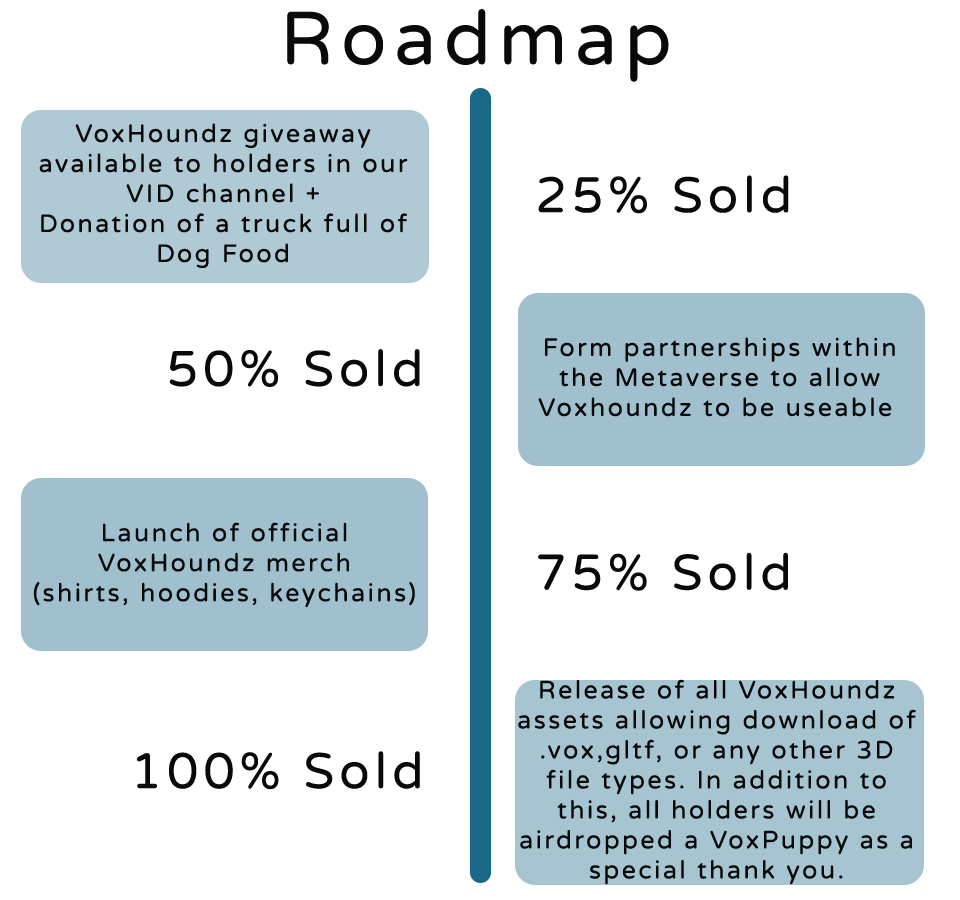 Roadmap
VoxHoundz giveaway
available to holders in our
VID channel +
Donation of a truck full of
Dog Food
25% Sold
50% Sold
Form partnerships within
the Metaverse to allow
Voxhoundz to be useable
Launch of official
VoxHoundz merch
(shirts, hoodies, keychains)
75% Sold
100% Sold
Release of all VoxHoundz
assets allowing download of
.vox,gltf, or any other 3D
file types. In addition to
this, all holders will be
airdropped a VoxPuppy as a
special thank you.